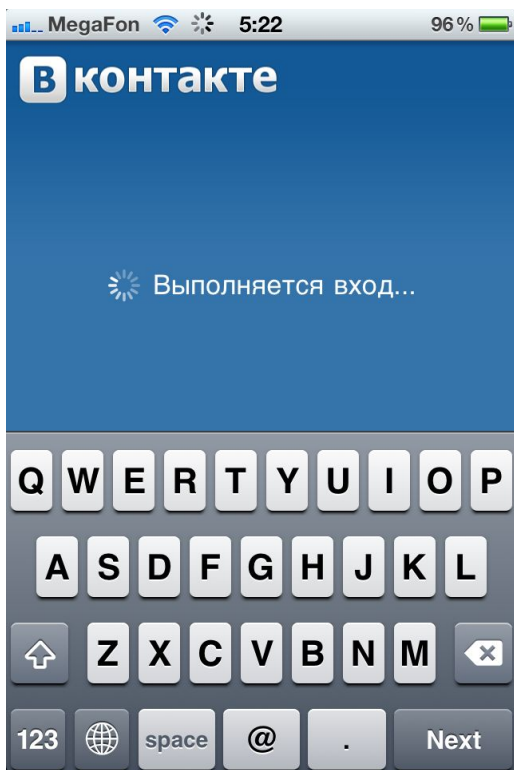 MegaFon 5:22 96 %
В контакте
Выполняется вход...
Q W E R T Y U I O P
A S D F G H J K L
Z X C V B N M
123 space @ . Next